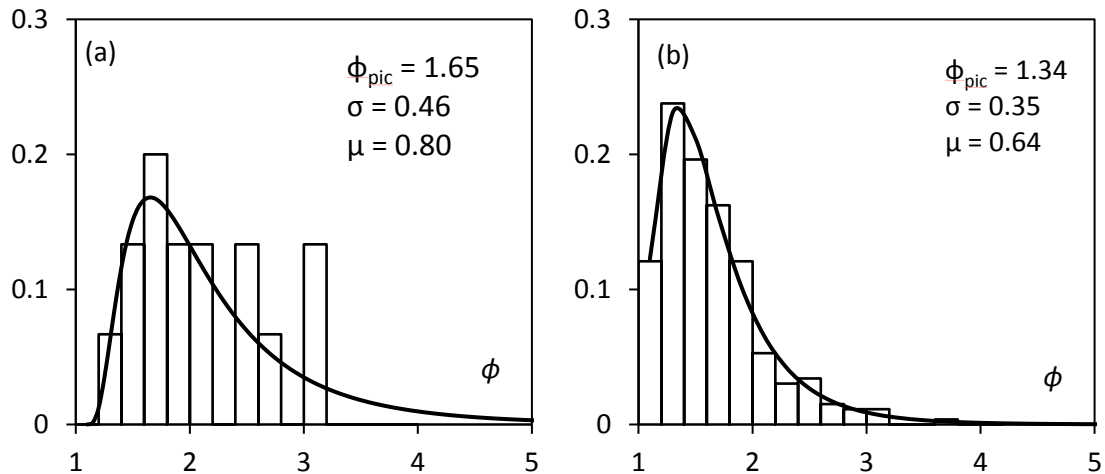 (a)
ϕpic = 1.65
σ = 0.46
μ = 0.80
0.3
0.2
0.1
0
ϕ
1 2 3 4 5
(b)
ϕpic = 1.34
σ = 0.35
μ = 0.64
0.3
0.2
0.1
0
ϕ
1 2 3 4 5